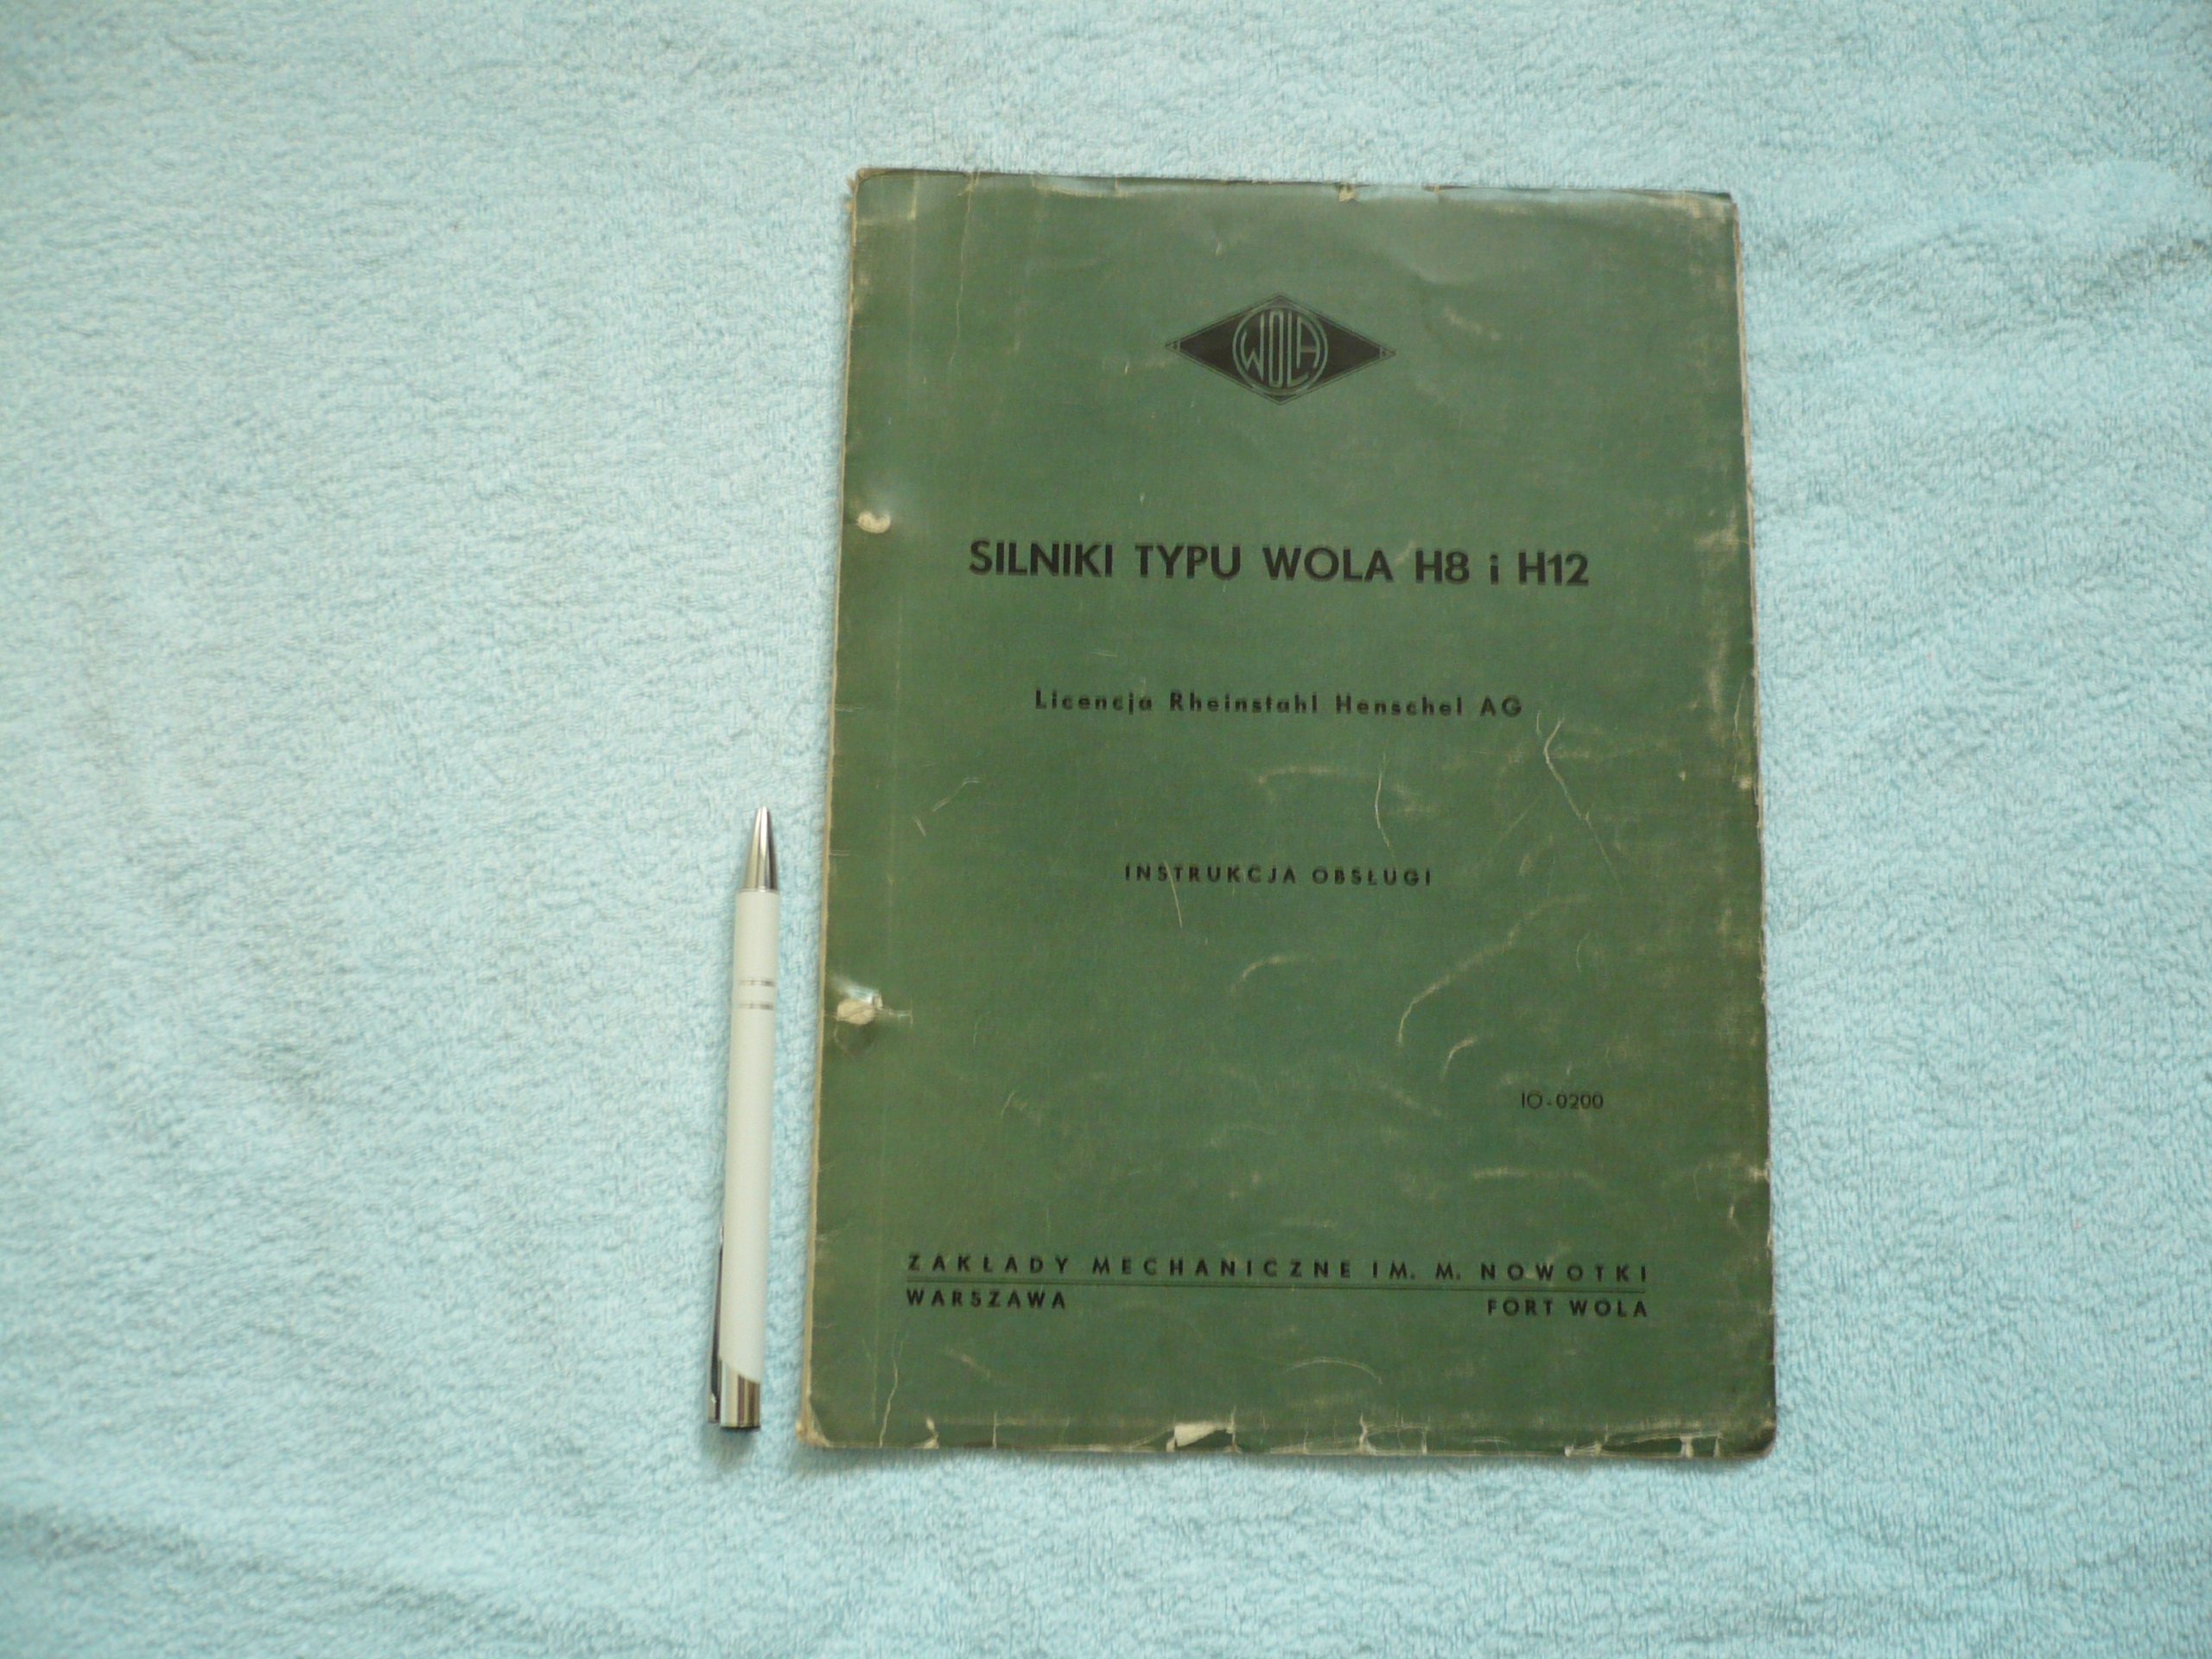 WOLA
SILNIKI TYPU WOLA H8 i H12
Licencja Rheinstahl Henschel AG
INSTRUKCJA OBSŁUGI
IO-0200
ZAKŁADY MECHANICZNE IM. M. NOWOTKI
WARSZAWA FORT WOLA